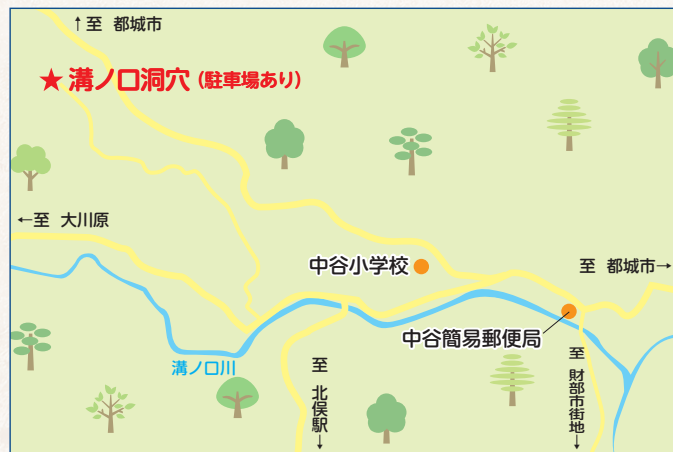 ↑至 都城市
★ 溝ノ口洞穴 (駐車場あり)
←至 大川原
中谷小学校
至 都城市→
中谷簡易郵便局
溝ノ口川
至 北俣駅↓
至 財部市街地↓